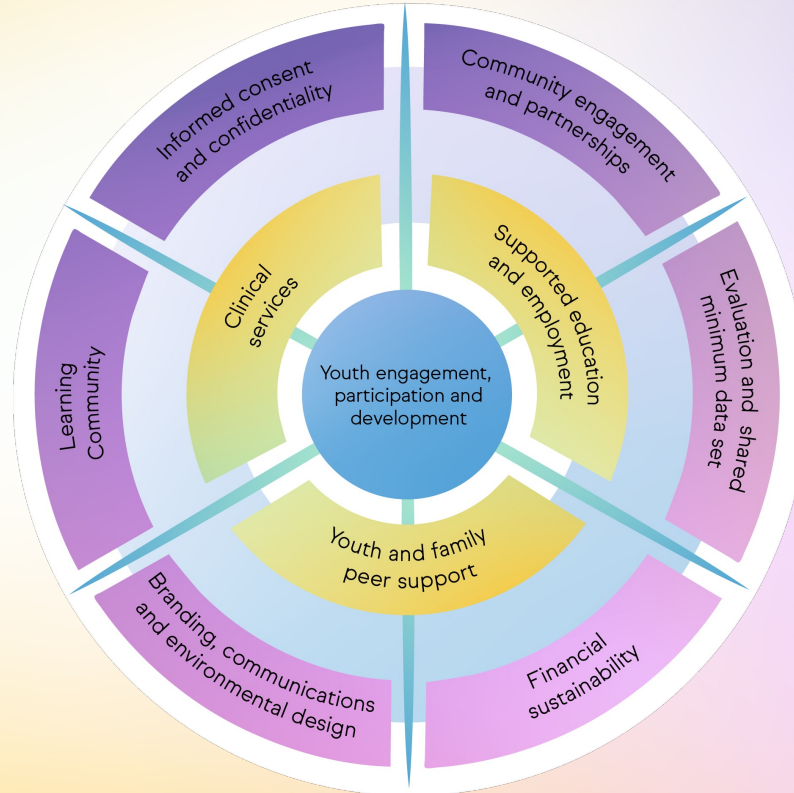 Informed consent
and confidentiality
Community engagement
and partnerships
Clinical
services
Supported education
and employment
Evaluation and shared
minimum data set
Learning
Community
Youth engagement,
participation and
development
Youth and family
peer support
Branding, communications
and environmental design
Financial
sustainability